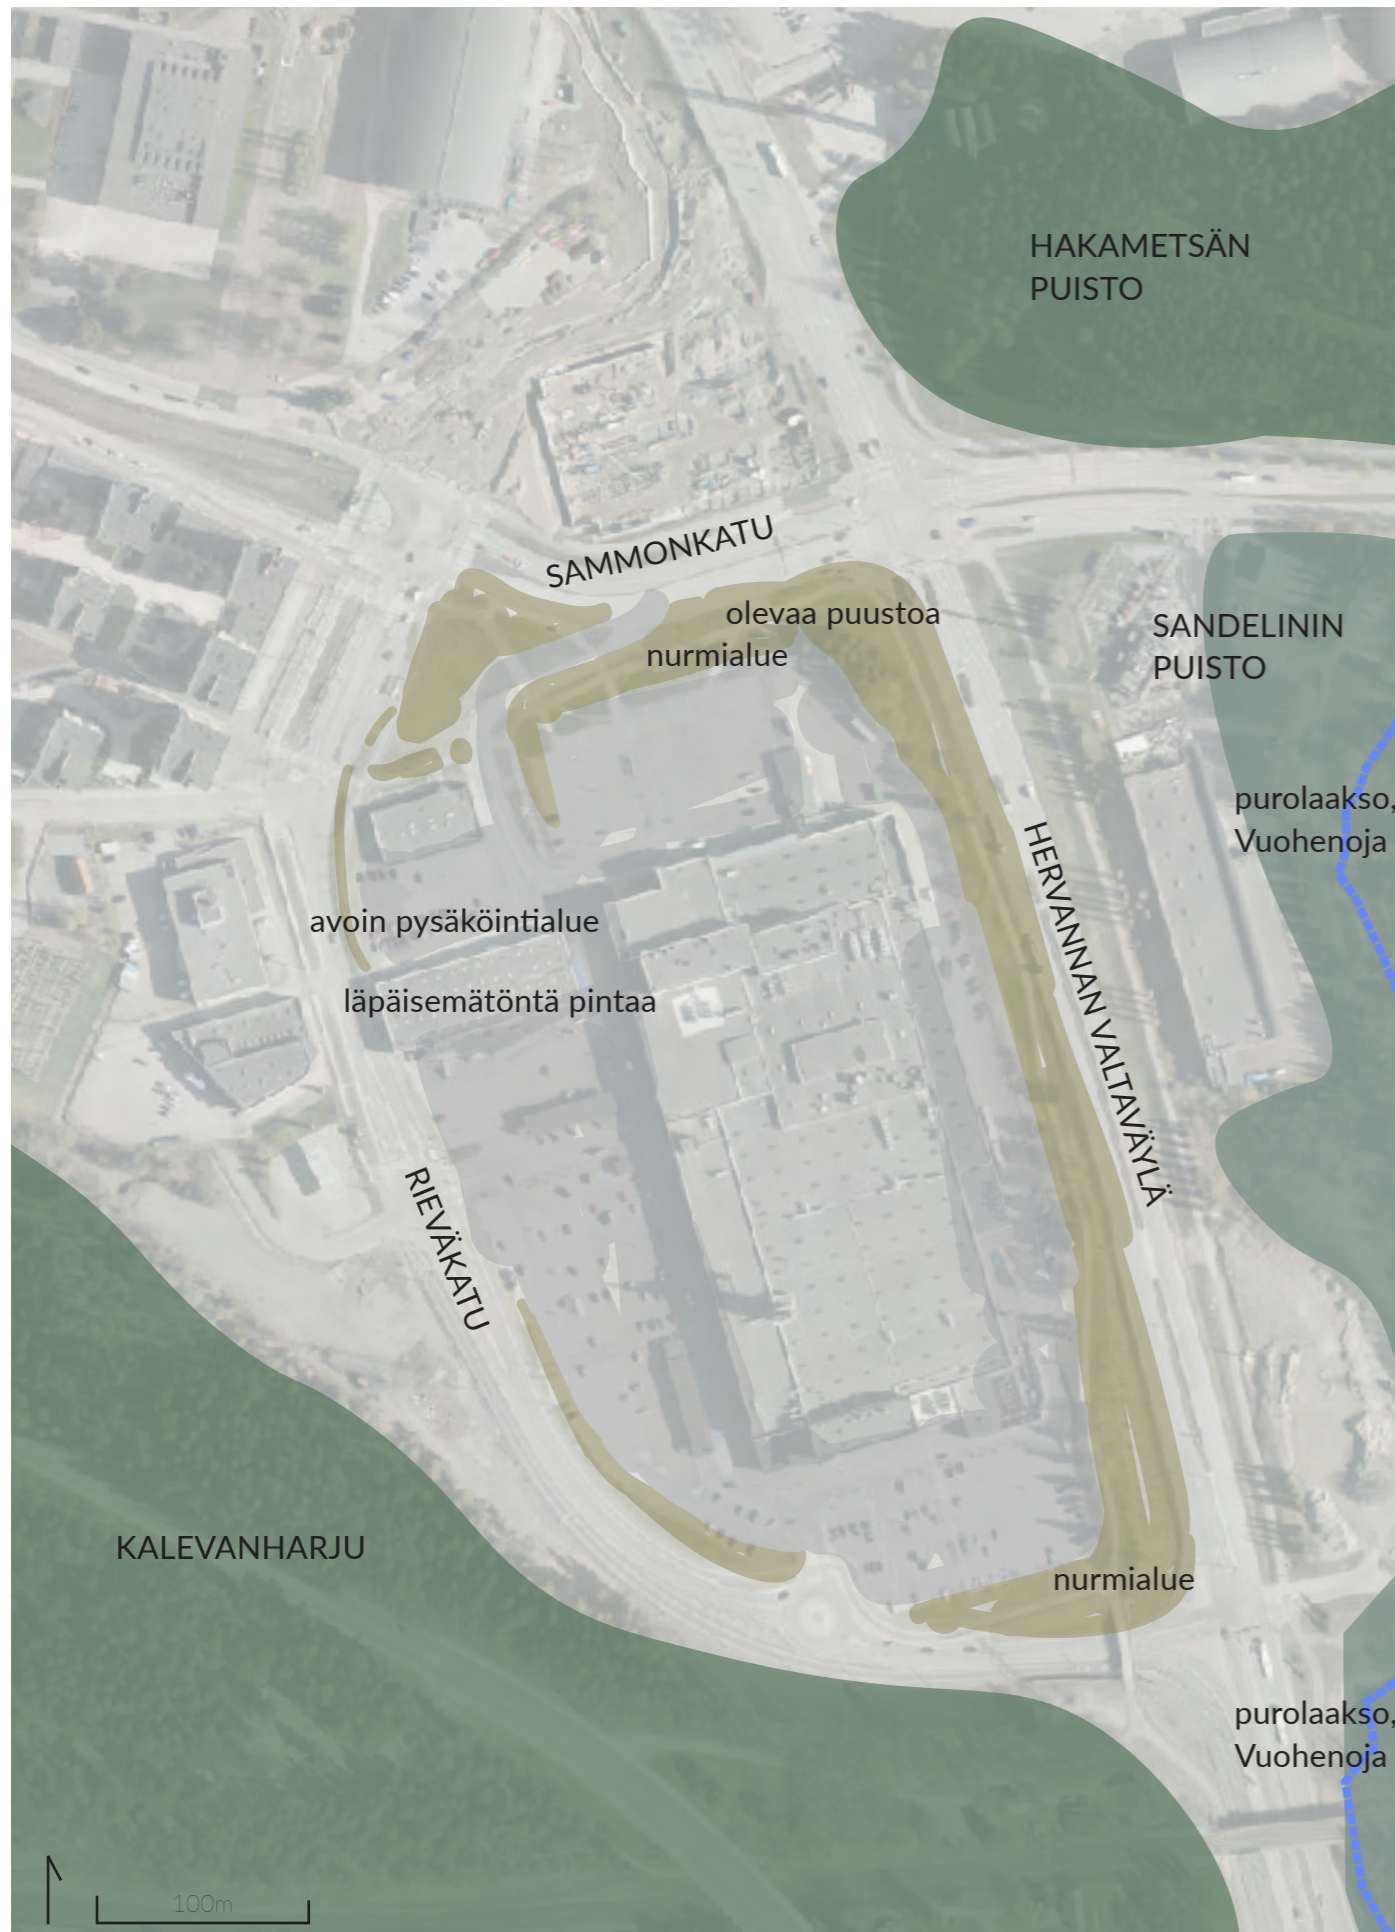 HAKAMETSÄN
PUISTO
SAMMONKATU
olevaa puustoa
nurmialue
SANDELININ
PUISTO
purolaakso,
Vuohenoja
HERVANNAN VALTAVÄYLÄ
avoin pysäköintialue
läpäisemätöntä pintaa
RIEVÄKATU
KALEVANHARJU
nurmialue
purolaakso,
Vuohenoja
100m